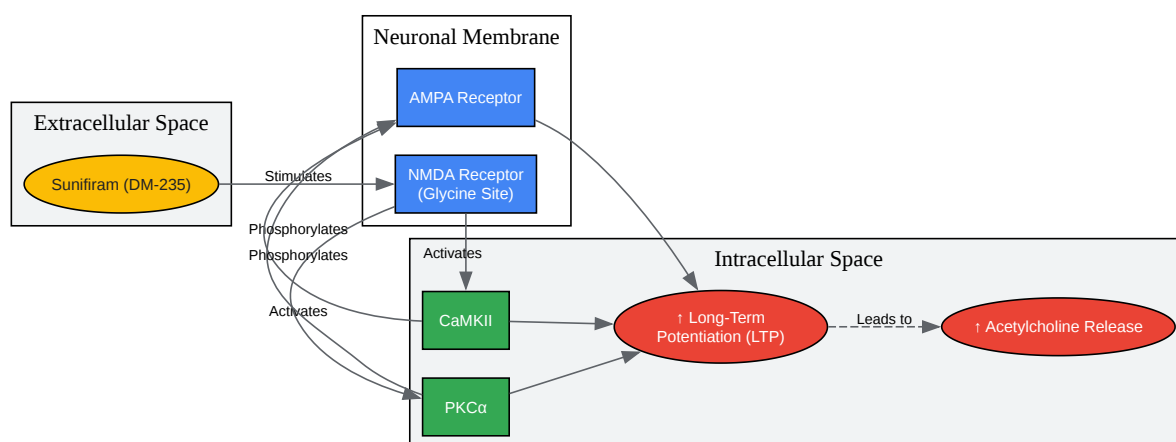 Neuronal Membrane
AMPA Receptor
Extracellular Space
Sunifiram (DM-235)
Stimulates
NMDA Receptor
(Glycine Site)
Phosphorylates
Phosphorylates
Activates
Intracellular Space
Activates
CaMKII
↑ Long-Term
Potentiation (LTP)
Leads to
↑ Acetylcholine Release
PKCα